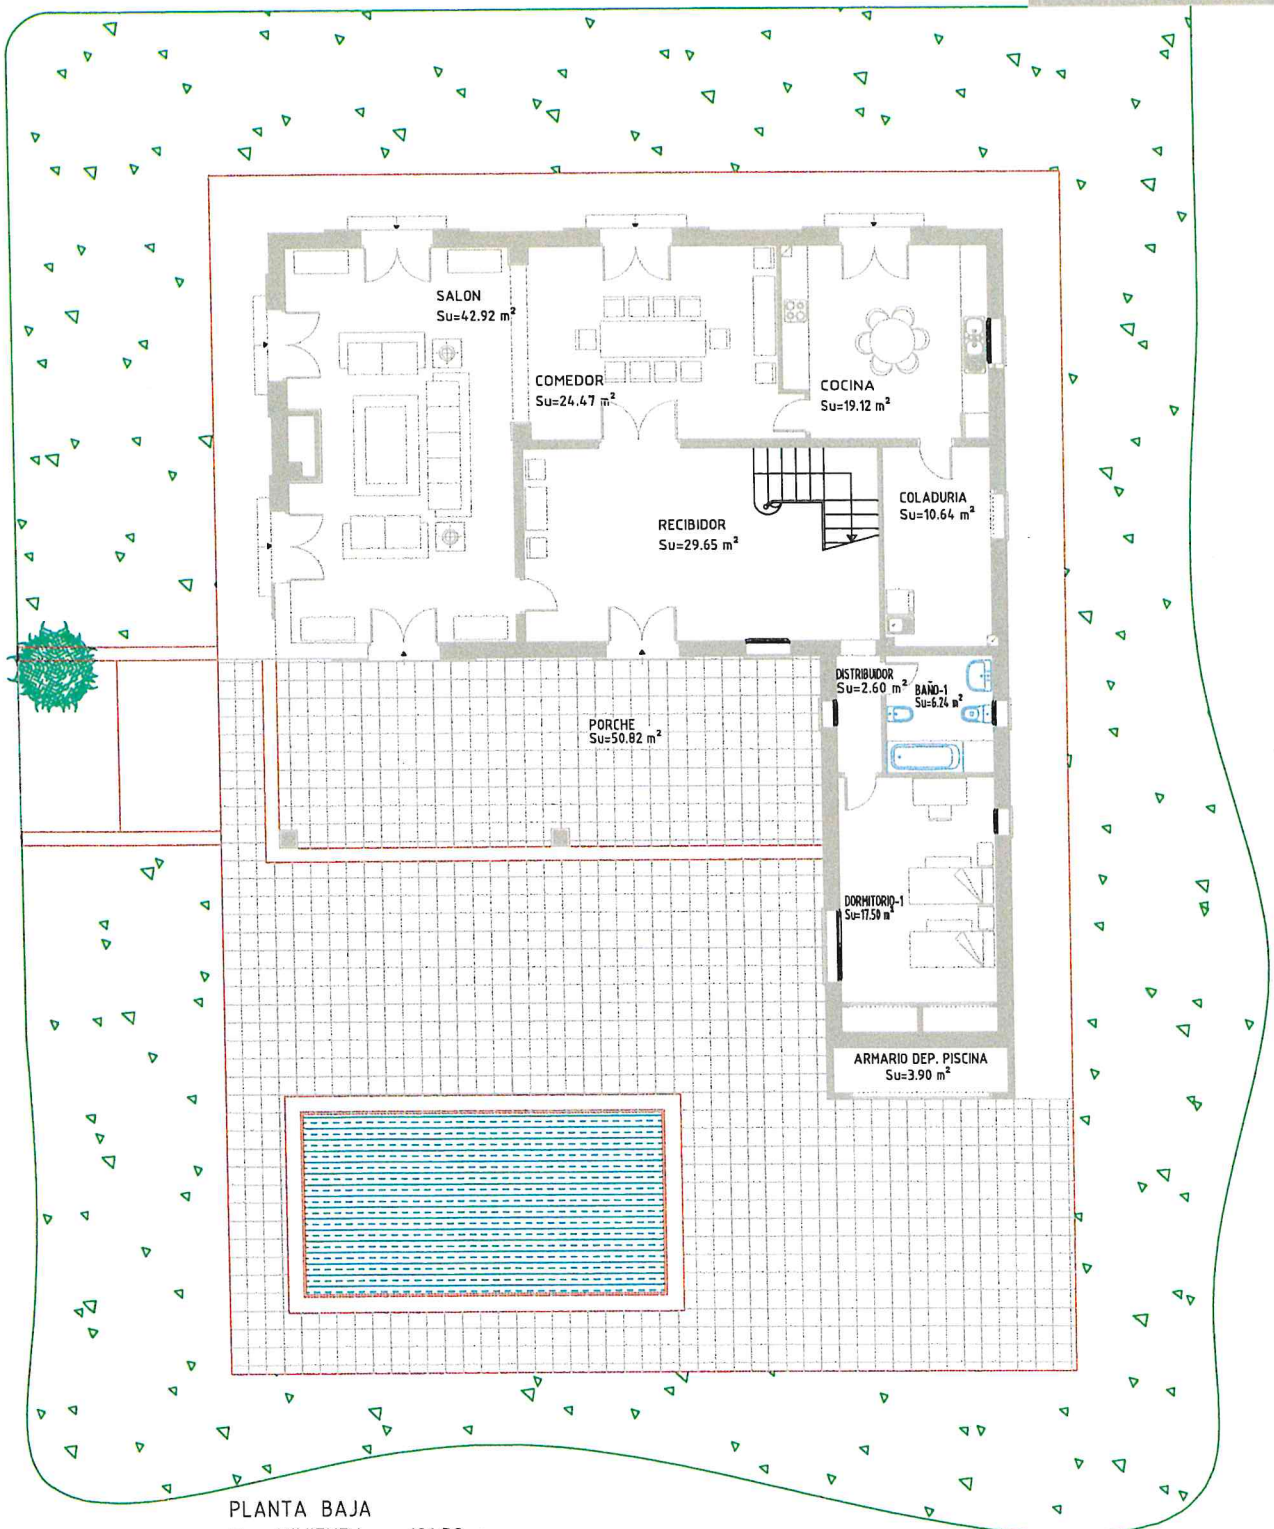 SALON
Su=42.92 m²
COMEDOR
Su=24.47 m²
COCINA
Su=19.12 m²
COLADURIA
Su=10.64 m²
RECIBIDOR
Su=29.65 m²
DISTRIBUIDOR
Su=2.60 m²
BAÑO-1
Su=6.24 m²
PORCHE
Su=50.82 m²
DORMITORIO-1
Su=17.50 m²
ARMARIO DEP. PISCINA
Su=3.90 m²
PLANTA BAJA